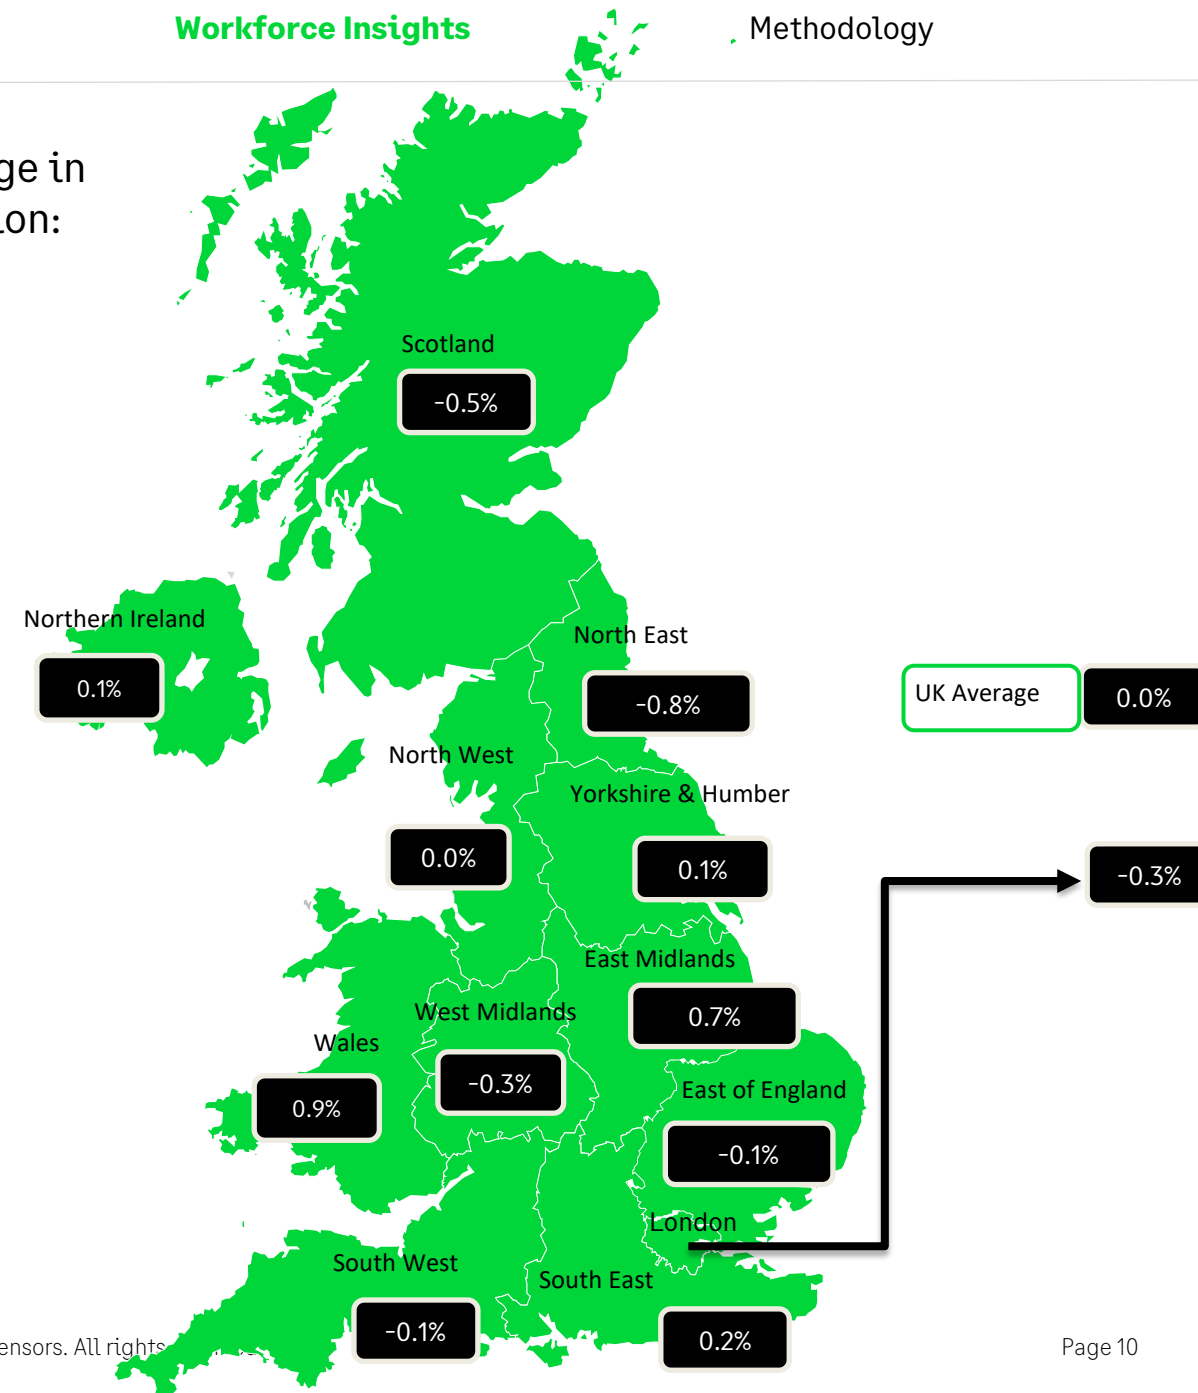 Workforce Insights
Methodology
ge in
ion:
Scotland
-0.5%
Northern Ireland
0.1%
North East
-0.8%
UK Average
0.0%
North West
0.0%
Yorkshire & Humber
0.1%
-0.3%
East Midlands
0.7%
West Midlands
-0.3%
Wales
0.9%
East of England
-0.1%
London
South West
-0.1%
South East
0.2%
ensors. All rights
Page 10